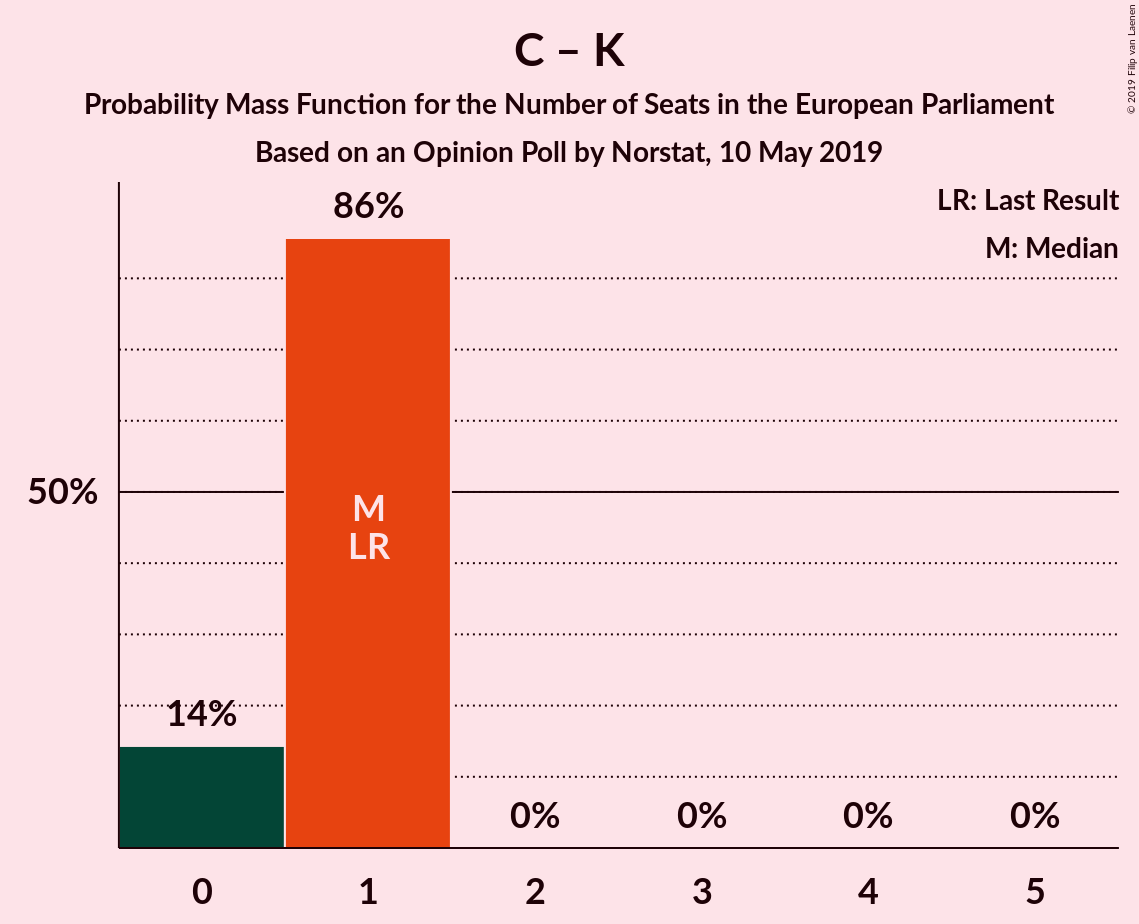 C – K
Probability Mass Function for the Number of Seats in the European Parliament
Based on an Opinion Poll by Norstat, 10 May 2019
© 2019 Filip van Laenen
LR: Last Result
M: Median
86%
50%
M
LR
14%
0% 0% 0% 0%
0 1 2 3 4 5